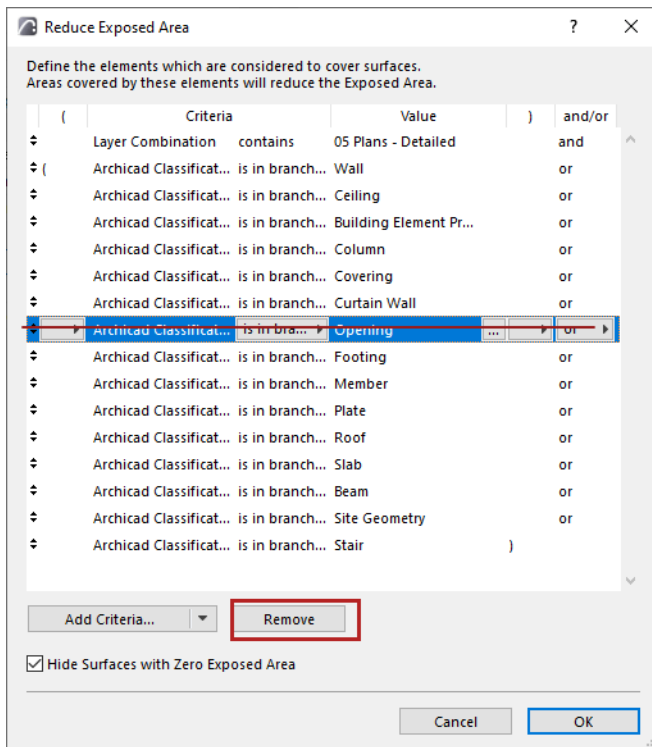 Reduce Exposed Area ?
Define the elements which are considered to cover surfaces.
Areas covered by these elements will reduce the Exposed Area.
( Criteria Value ) and/or
Layer Combination contains 05 Plans - Detailed and
( Archicad Classificat... is in branch... Wall or
Archicad Classificat... is in branch... Ceiling or
Archicad Classificat... is in branch... Building Element Pr... or
Archicad Classificat... is in branch... Column or
Archicad Classificat... is in branch... Covering or
Archicad Classificat... is in branch... Curtain Wall or
Archicad Classificat... is in bra... Opening ... or
Archicad Classificat... is in branch... Footing or
Archicad Classificat... is in branch... Member or
Archicad Classificat... is in branch... Plate or
Archicad Classificat... is in branch... Roof or
Archicad Classificat... is in branch... Slab or
Archicad Classificat... is in branch... Beam or
Archicad Classificat... is in branch... Site Geometry or
Archicad Classificat... is in branch... Stair )
Add Criteria... Remove
Hide Surfaces with Zero Exposed Area
Cancel OK